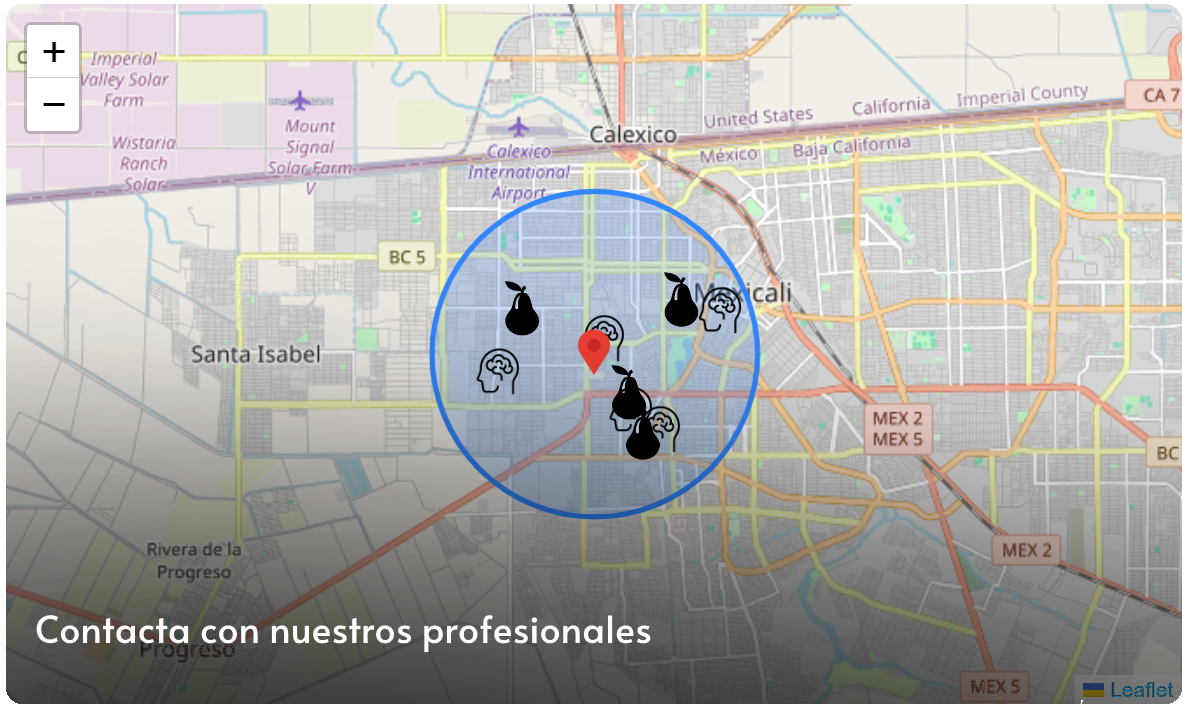 +
−
Imperial
Valley Solar
Farm
Mount
Signal
Solar Farm
V
Wistaria
Ranch
Solar
Calexico
Calexico
International
Airport
United States
California
Imperial County
México
Baja California
CA 7
BC 5
Mexicali
Santa Isabel
MEX 2
MEX 5
BC
Rivera de la
Progreso
MEX 2
Contacta con nuestros profesionales
Progreso
MEX 5
Leaflet